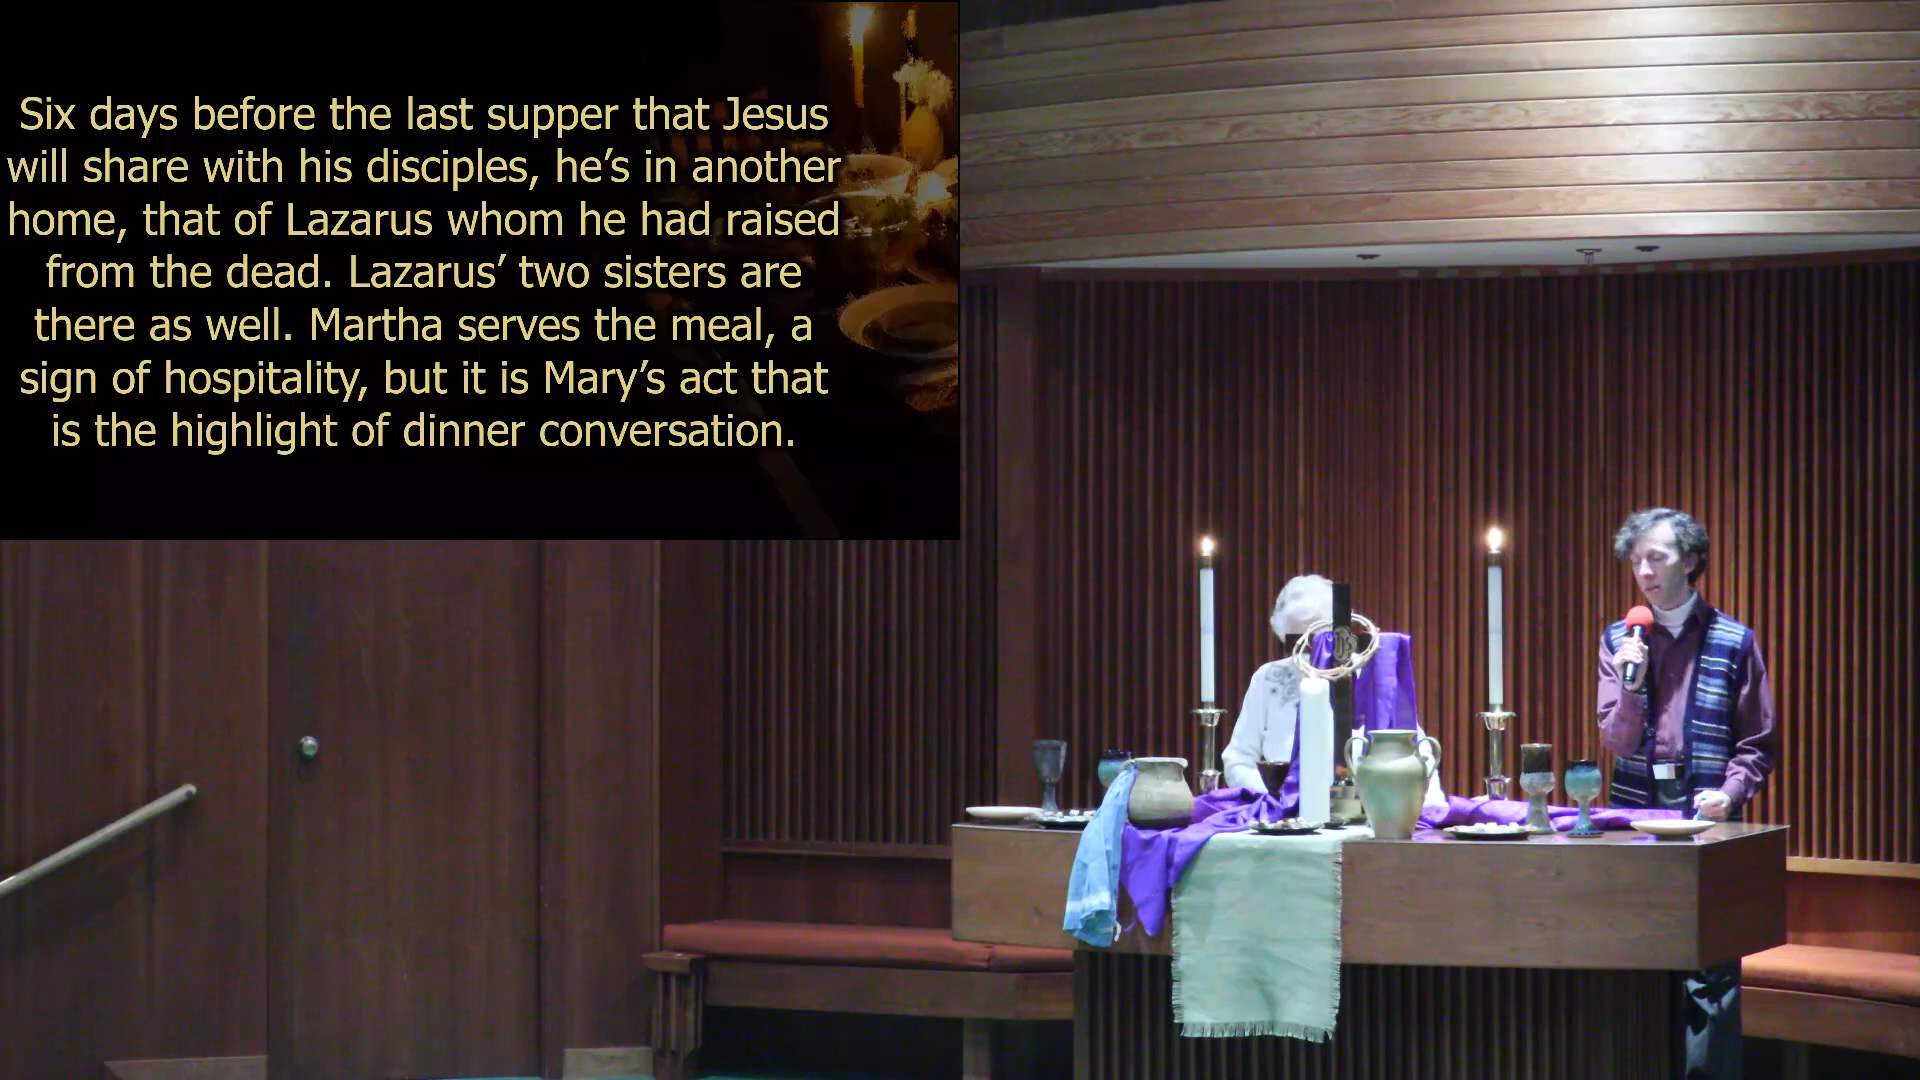 Six days before the last supper that Jesus
will share with his disciples, he’s in another
home, that of Lazarus whom he had raised
from the dead. Lazarus’ two sisters are
there as well. Martha serves the meal, a
sign of hospitality, but it is Mary’s act that
is the highlight of dinner conversation.